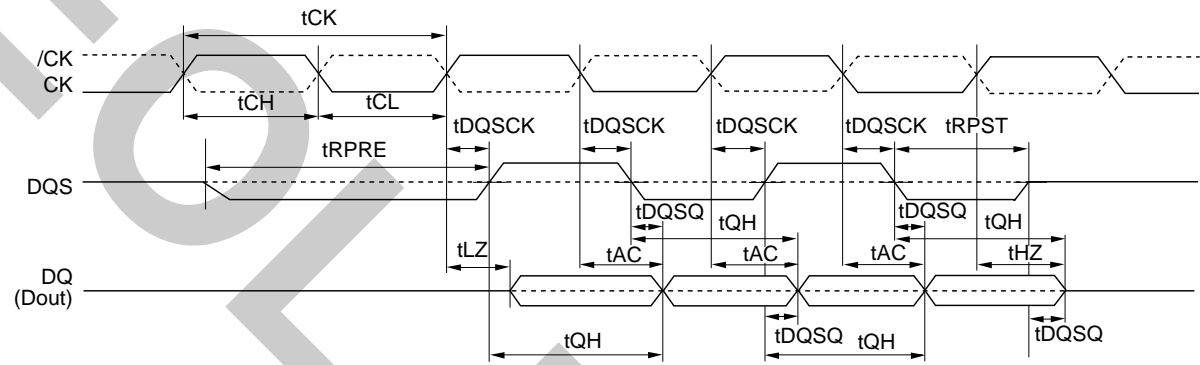 tCK
/CK
CK
tCH tCL
tDQSCK tDQSCK tDQSCK tDQSCK tRPST
tRPRE
DQS
tDQSQ tDQSQ
tQH tQH
tLZ tAC tAC tAC tHZ
DQ
(Dout)
tDQSQ tDQSQ
tQH tQH